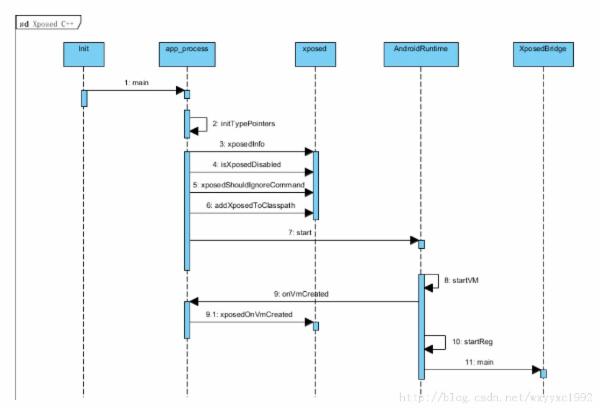 sd Xposed C++
Init
app_process
xposed
AndroidRuntime
XposedBridge
1: main
2: initTypePointers
3: xposedInfo
4: isXposedDisabled
5: xposedShouldIgnoreCommand
6: addXposedToClasspath
7: start
8: startVM
9: onVmCreated
9.1: xposedOnVmCreated
10: startReg
11: main
http://blog.csdn.net/wxyyxc1992